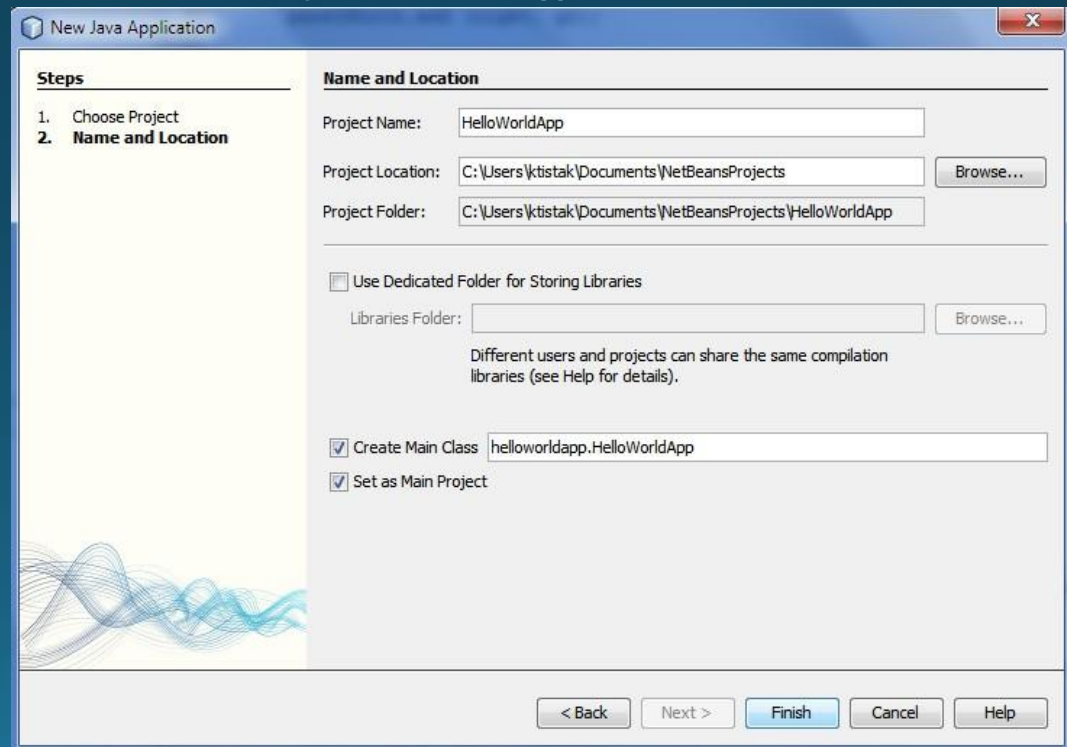 New Java Application
Steps
1. Choose Project
2. Name and Location
Name and Location
Project Name: HelloWorldApp
Project Location: C:\Users\ktistak\Documents\NetBeansProjects Browse...
Project Folder: C:\Users\ktistak\Documents\NetBeansProjects\HelloWorldApp
Use Dedicated Folder for Storing Libraries
Libraries Folder: Browse...
Different users and projects can share the same compilation
libraries (see Help for details).
Create Main Class helloworldapp.HelloWorldApp
Set as Main Project
< Back Next > Finish Cancel Help